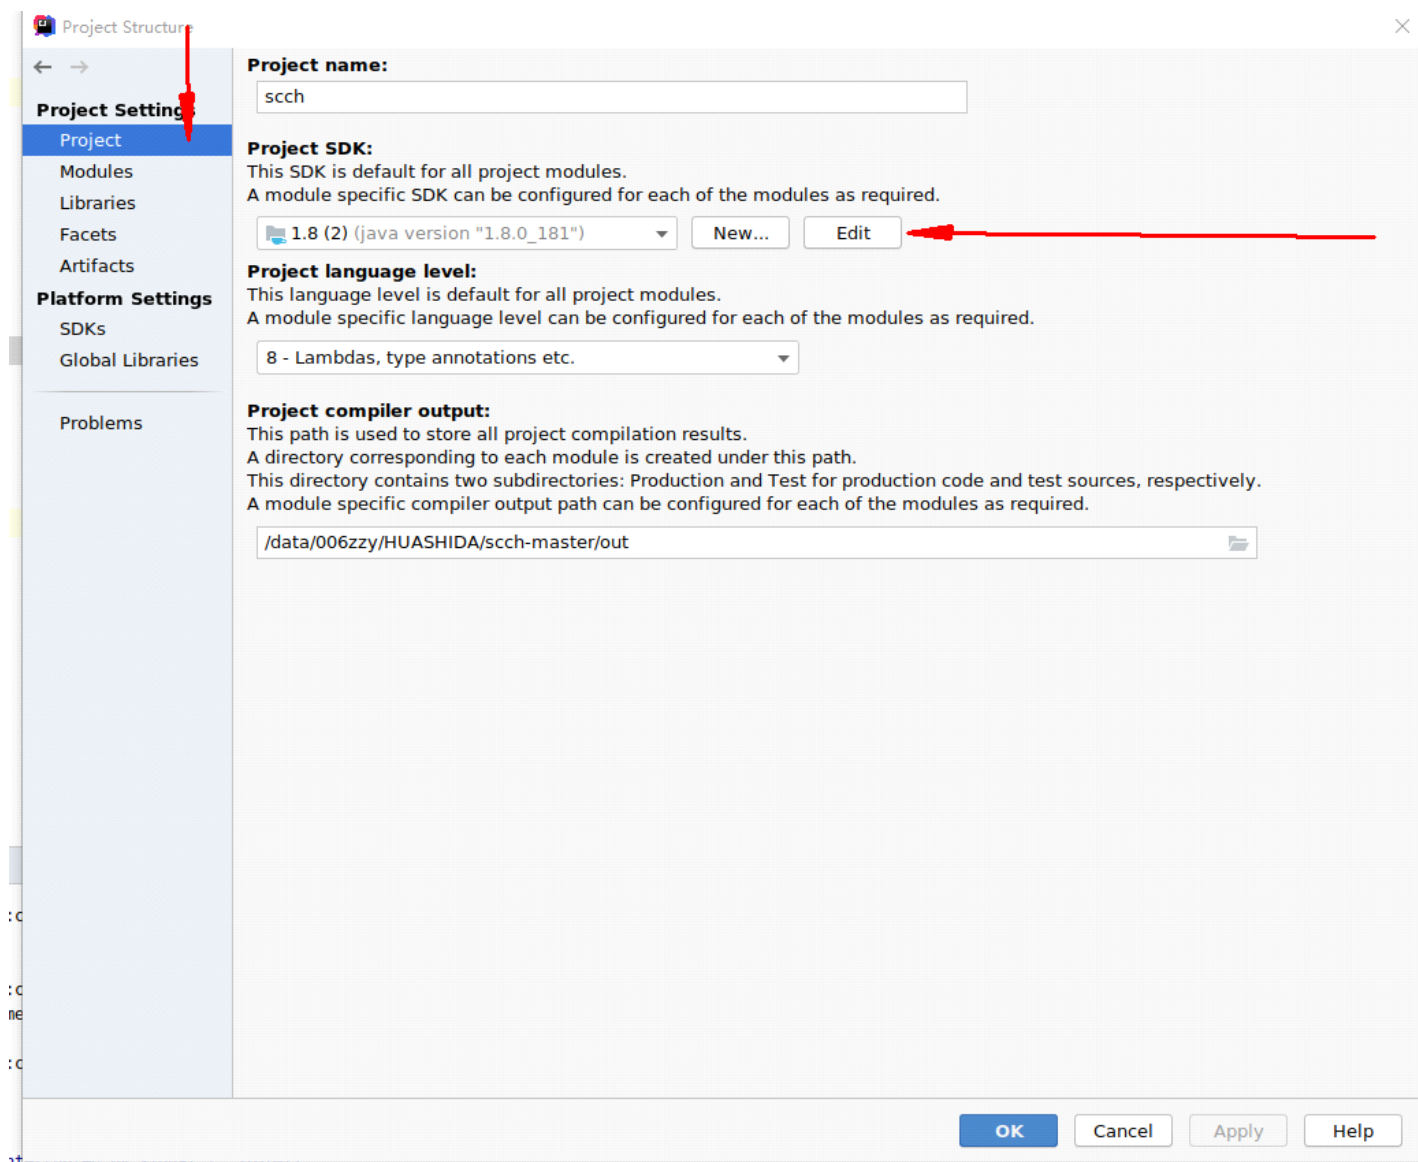 Project Structure
Project Settings
Project
Modules
Libraries
Facets
Artifacts
Platform Settings
SDKs
Global Libraries
Problems
Project name:
scch
Project SDK:
This SDK is default for all project modules.
A module specific SDK can be configured for each of the modules as required.
1.8 (2) (java version "1.8.0_181")
New...
Edit
Project language level:
This language level is default for all project modules.
A module specific language level can be configured for each of the modules as required.
8 - Lambdas, type annotations etc.
Project compiler output:
This path is used to store all project compilation results.
A directory corresponding to each module is created under this path.
This directory contains two subdirectories: Production and Test for production code and test sources, respectively.
A module specific compiler output path can be configured for each of the modules as required.
/data/006zzy/HUASHIDA/scch-master/out
OK
Cancel
Apply
Help